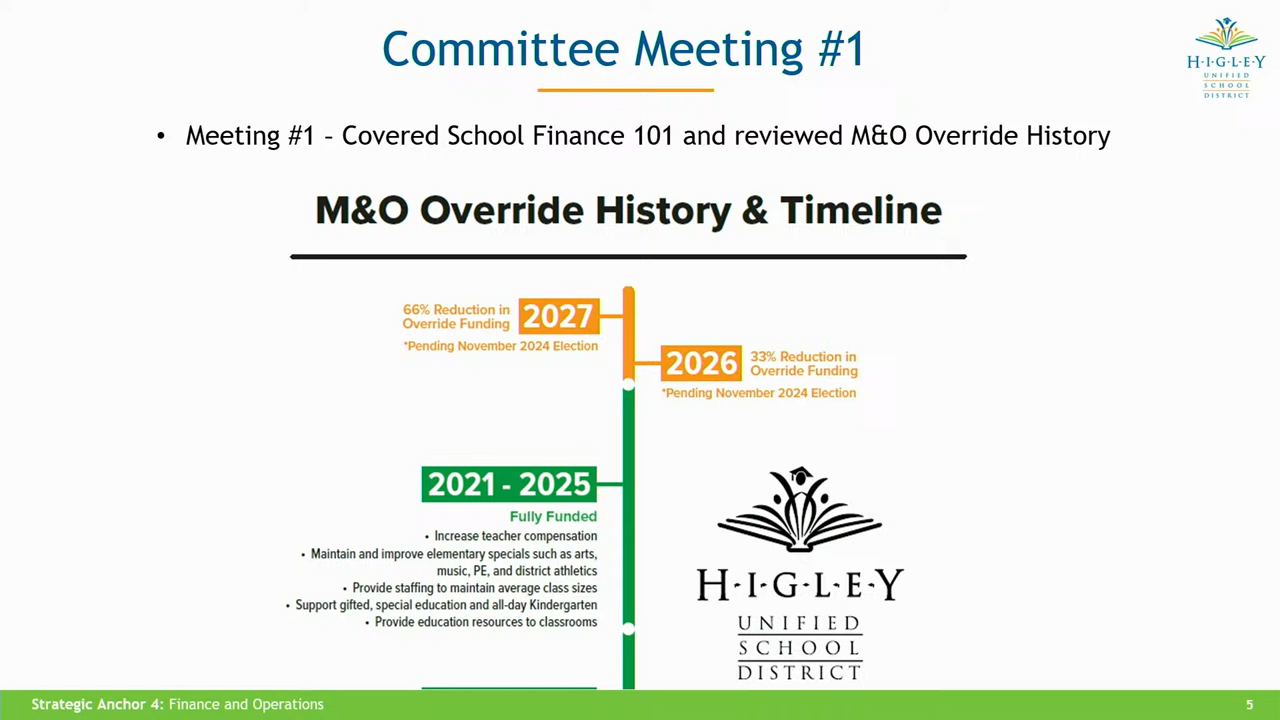 Committee Meeting #1
H·I·G·L·E·Y
UNIFIED
SCHOOL
DISTRICT
• Meeting #1 – Covered School Finance 101 and reviewed M&O Override History
M&O Override History & Timeline
66% Reduction in
Override Funding
2027
*Pending November 2024 Election
2026
33% Reduction in
Override Funding
*Pending November 2024 Election
2021 - 2025
Fully Funded
• Increase teacher compensation
• Maintain and improve elementary specials such as arts,
music, PE, and district athletics
• Provide staffing to maintain average class sizes
• Support gifted, special education and all-day Kindergarten
• Provide education resources to classrooms
H·I·G·L·E·Y
UNIFIED
SCHOOL
DISTRICT
Strategic Anchor 4: Finance and Operations
5